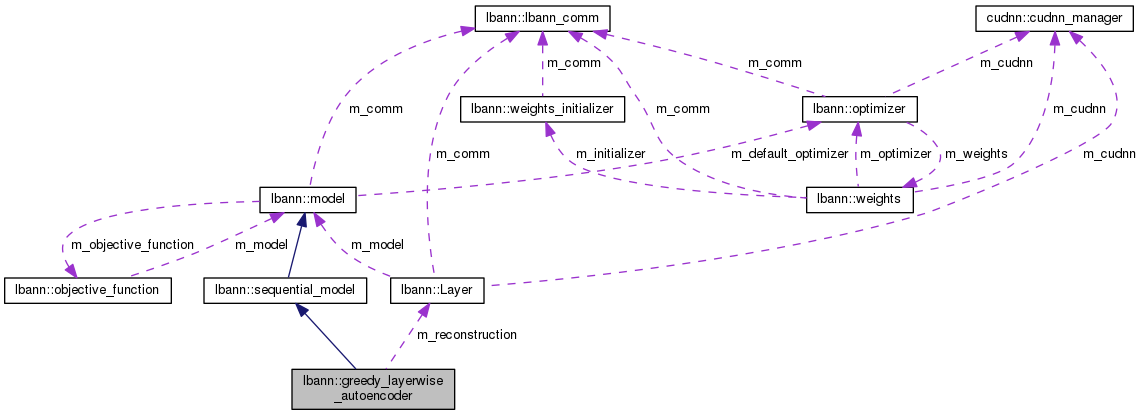 lbann::lbann_comm
cudnn::cudnn_manager
m_comm
m_comm
m_cudnn
lbann::weights_initializer
lbann::optimizer
m_comm
m_comm
m_cudnn
m_comm
m_initializer
m_default_optimizer
m_optimizer
m_weights
m_cudnn
lbann::model
lbann::weights
m_objective_function
m_model
m_model
lbann::objective_function
lbann::sequential_model
lbann::Layer
m_reconstruction
lbann::greedy_layerwise
_autoencoder